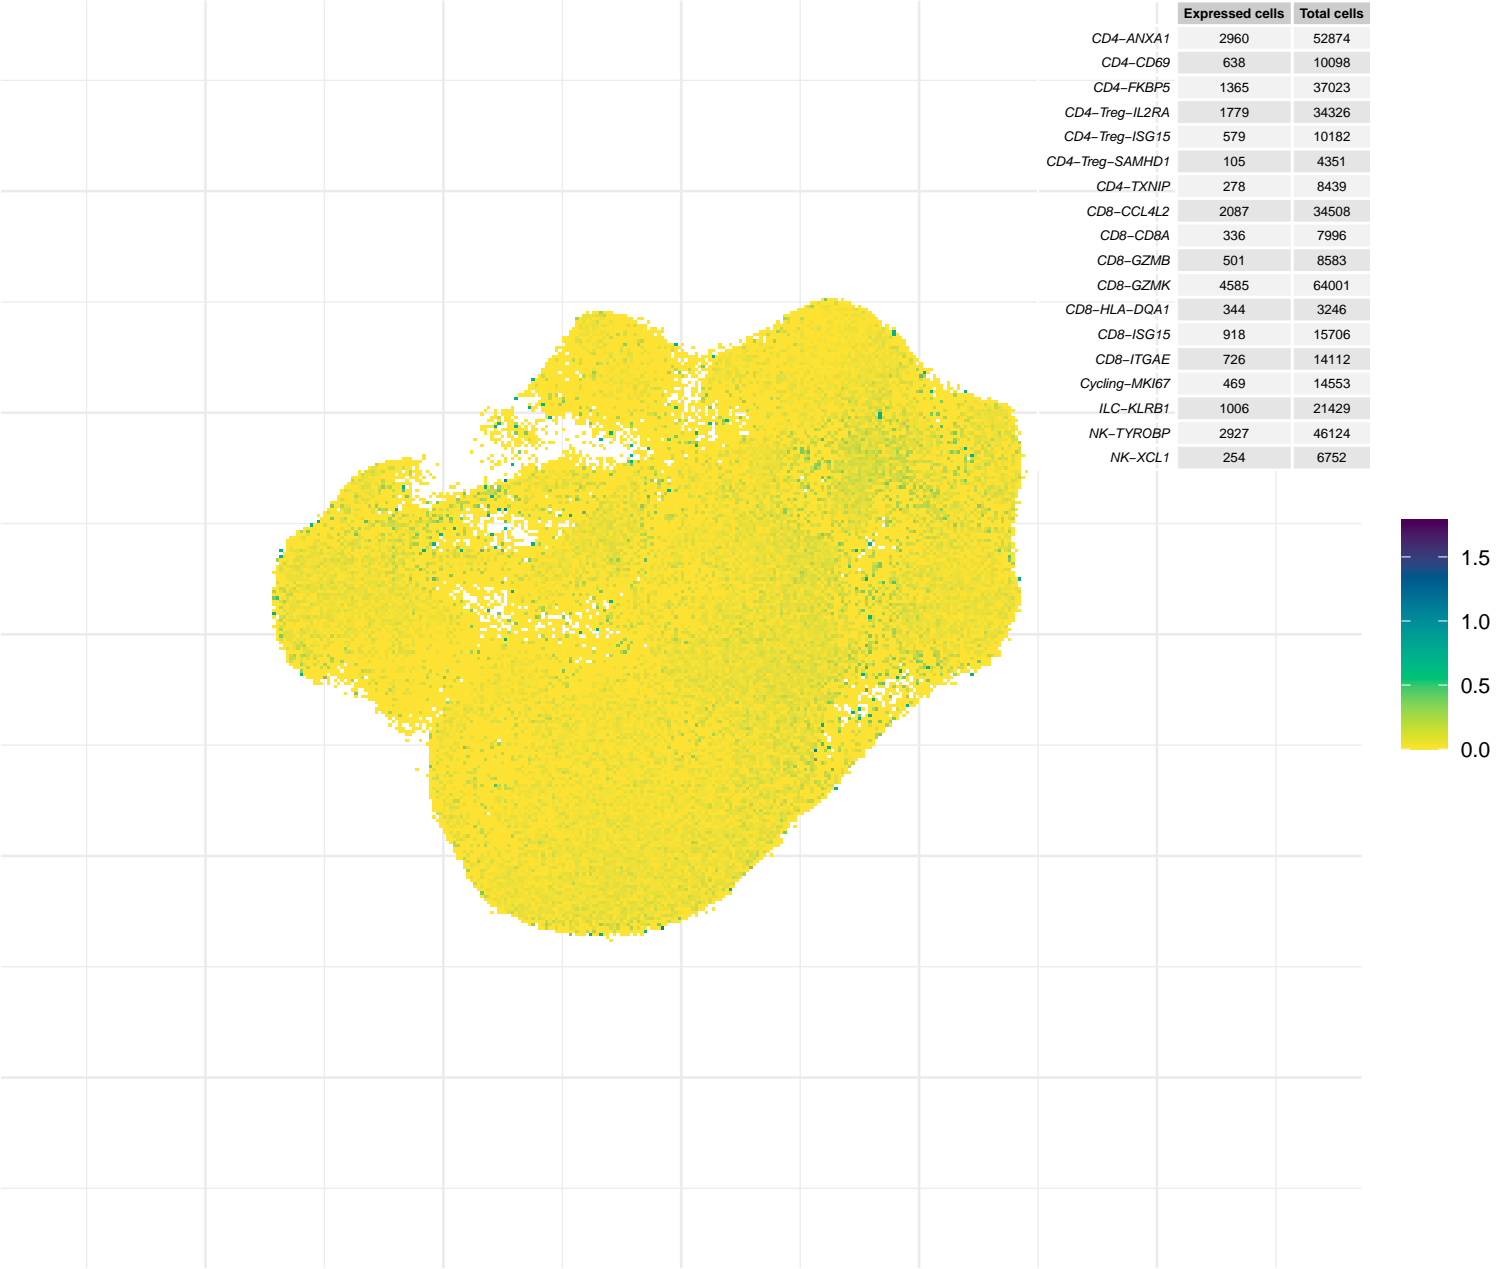 Expressed cells Total cells
CD4−ANXA1 2960 52874
CD4−CD69 638 10098
CD4−FKBP5 1365 37023
CD4−Treg−IL2RA 1779 34326
CD4−Treg−ISG15 579 10182
CD4−Treg−SAMHD1 105 4351
CD4−TXNIP 278 8439
CD8−CCL4L2 2087 34508
CD8−CD8A 336 7996
CD8−GZMB 501 8583
CD8−GZMK 4585 64001
CD8−HLA−DQA1 344 3246
CD8−ISG15 918 15706
CD8−ITGAE 726 14112
Cycling−MKI67 469 14553
ILC−KLRB1 1006 21429
NK−TYROBP 2927 46124
NK−XCL1 254 6752
1.5
1.0
0.5
0.0